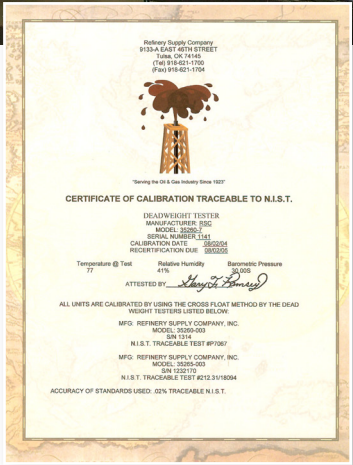 Refinery Supply Company
9133-A EAST 46TH STREET
Tulsa, OK 74145
(Tel) 918-621-1700
(Fax) 918-621-1704
"Serving the Oil & Gas Industry Since 1923"
CERTIFICATE OF CALIBRATION TRACEABLE TO N.I.S.T.
DEADWEIGHT TESTER
MANUFACTURER: RSC
MODEL: 35260-7
SERIAL NUMBER 1141
CALIBRATION DATE 08/02/04
RECERTIFICATION DUE 08/02/05
Temperature @ Test Relative Humidity Barometric Pressure
77 41% 30.00S
ATTESTED BY Gary F. Ramsey
ALL UNITS ARE CALIBRATED BY USING THE CROSS FLOAT METHOD BY THE DEAD
WEIGHT TESTERS LISTED BELOW:
MFG: REFINERY SUPPLY COMPANY, INC.
MODEL: 35260-003
S/N 1314
N.I.S.T. TRACEABLE TEST #P7067
MFG: REFINERY SUPPLY COMPANY, INC.
MODEL: 35265-003
S/N 1232170
N.I.S.T. TRACEABLE TEST #212.31/18094
ACCURACY OF STANDARDS USED: .02% TRACEABLE N.I.S.T.